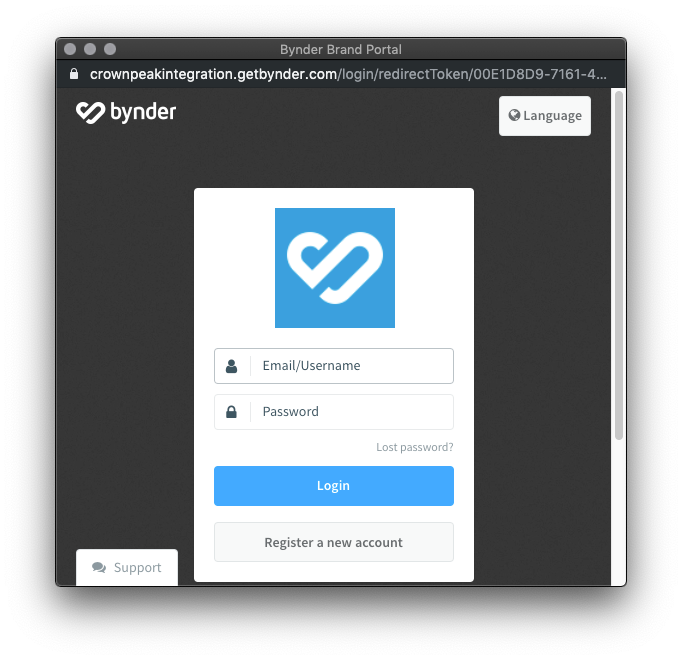 Bynder Brand Portal
crownpeakintegration.getbynder.com/login/redirectToken/00E1D8D9-7161-4...
bynder
Language
Email/Username
Password
Lost password?
Login
Register a new account
Support